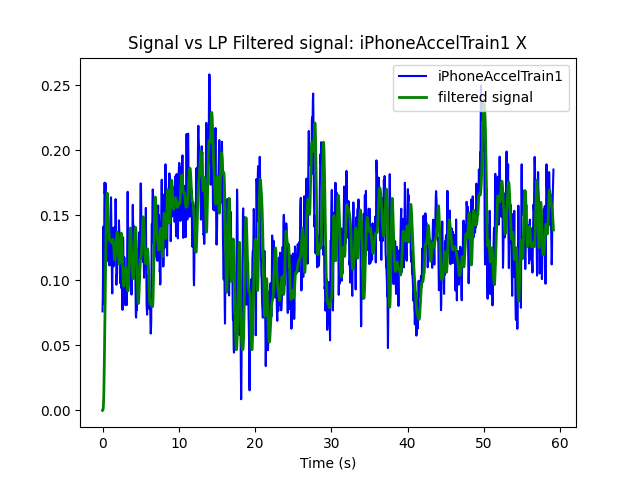 Signal vs LP Filtered signal: iPhoneAccelTrain1 X
iPhoneAccelTrain1
filtered signal
0.25
0.20
0.15
0.10
0.05
0.00
0 10 20 30 40 50 60
Time (s)